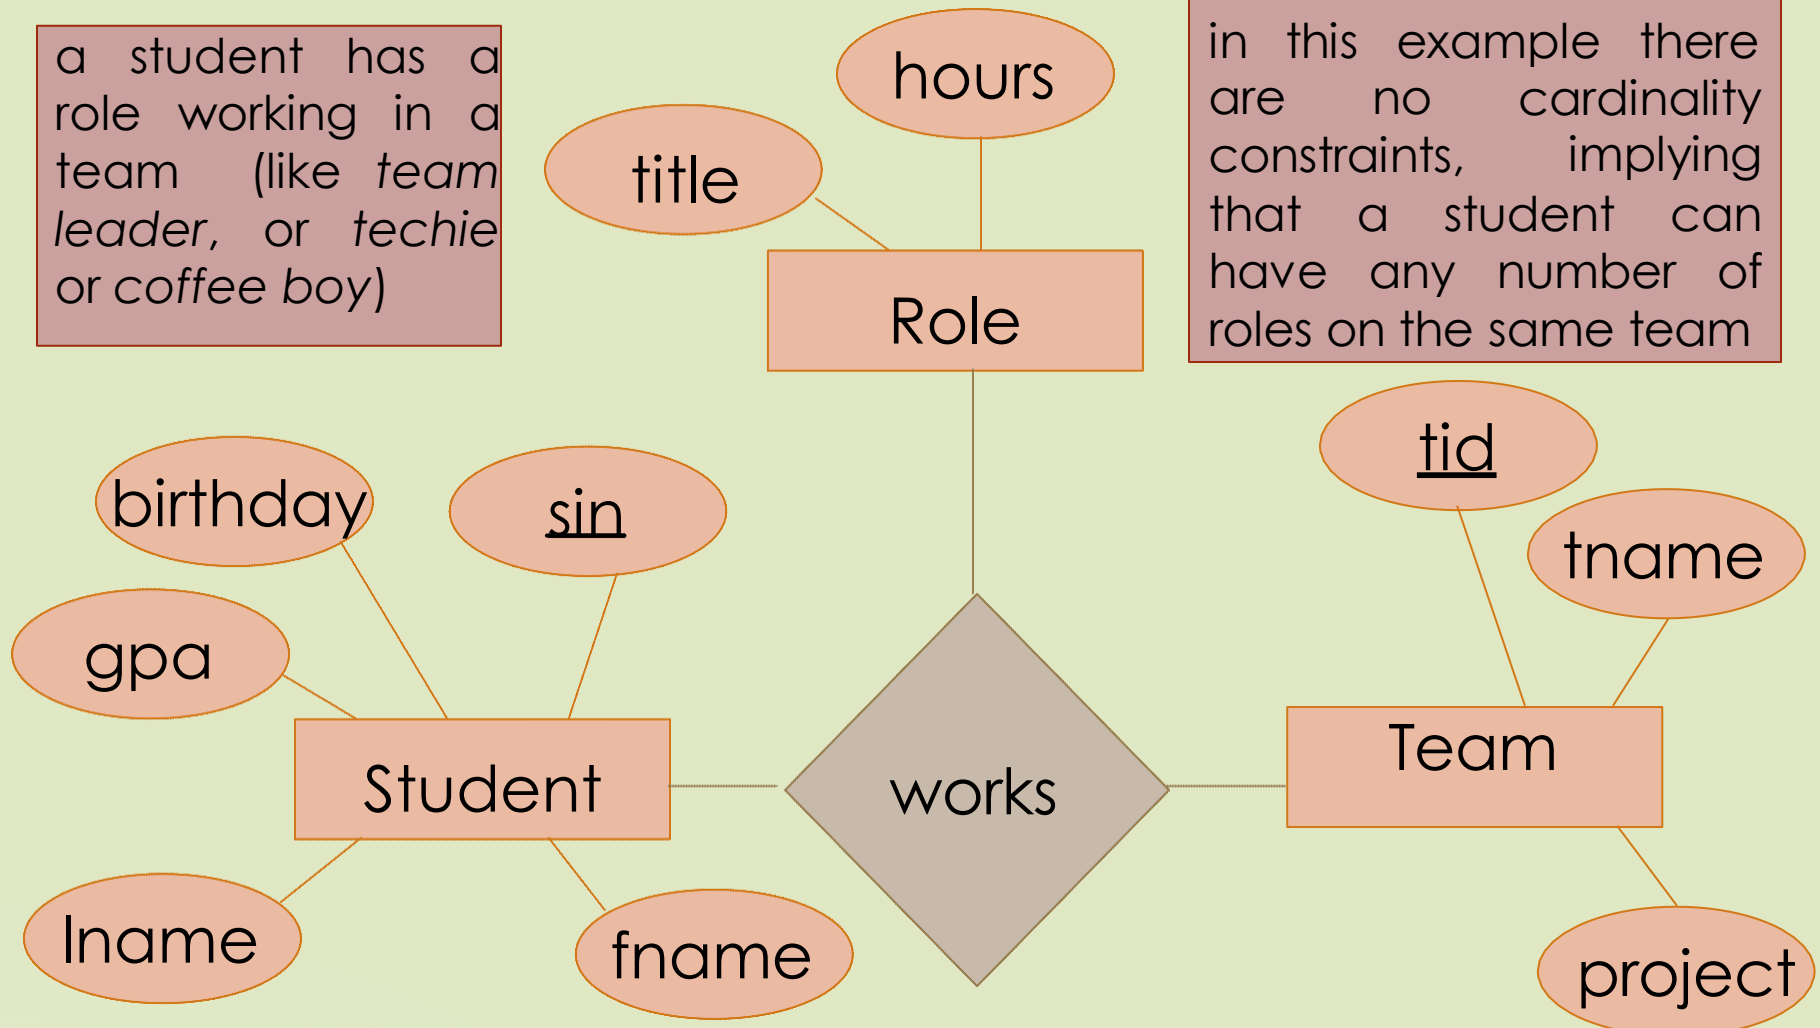 a student has a
role working in a
team (like team
leader, or techie
or coffee boy)
hours
title
Role
in this example there
are no cardinality
constraints, implying
that a student can
have any number of
roles on the same team
birthday
sin
gpa
Student
lname
fname
works
tid
tname
Team
project